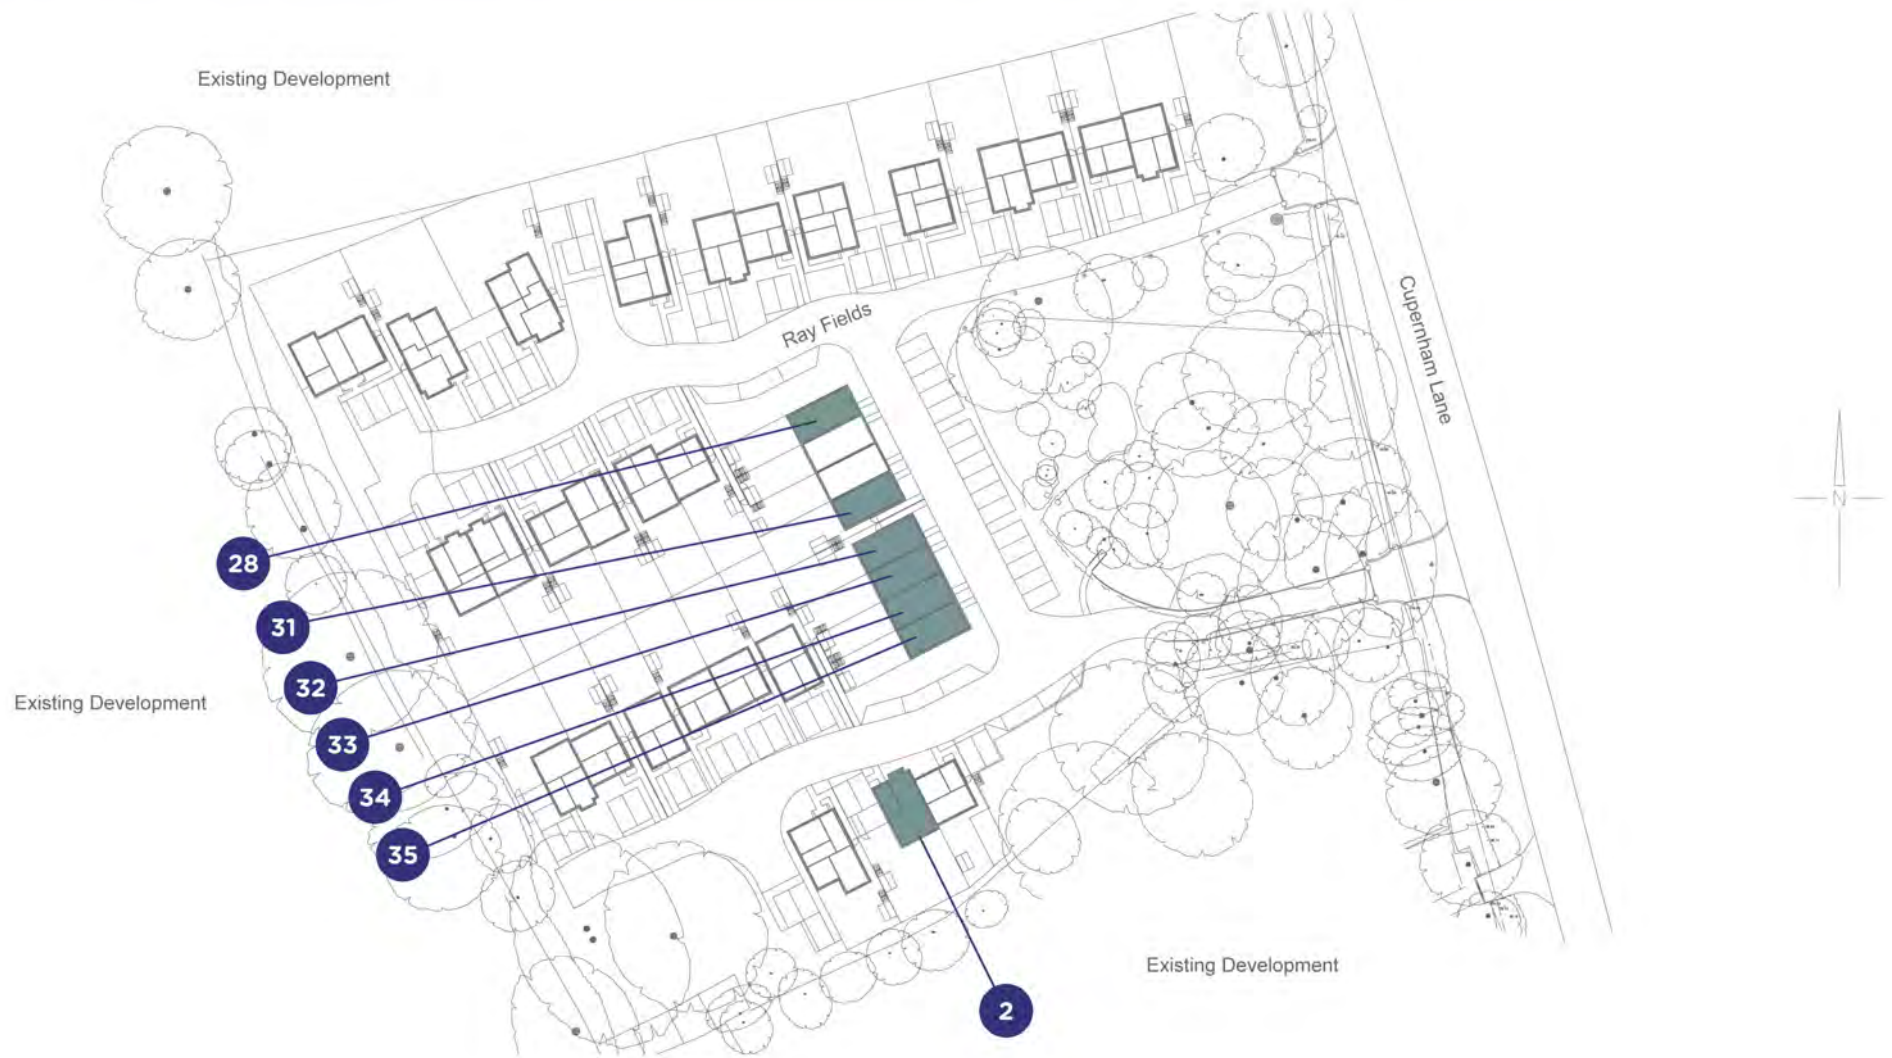 Existing Development
Ray Fields
Cupernham Lane
N
28
31
32
Existing Development
33
34
35
Existing Development
2